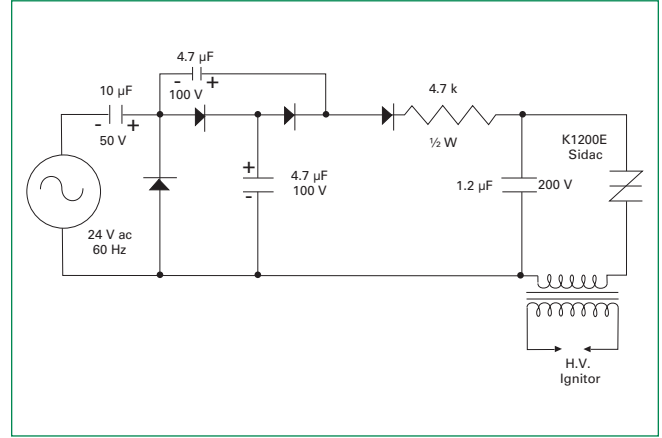 4.7 µF
- +
100 V
10 µF
- +
50 V
4.7 k
½ W
K1200E
Sidac
+
4.7 µF
100 V
-
1.2 µF
200 V
24 V ac
60 Hz
H.V.
Ignitor